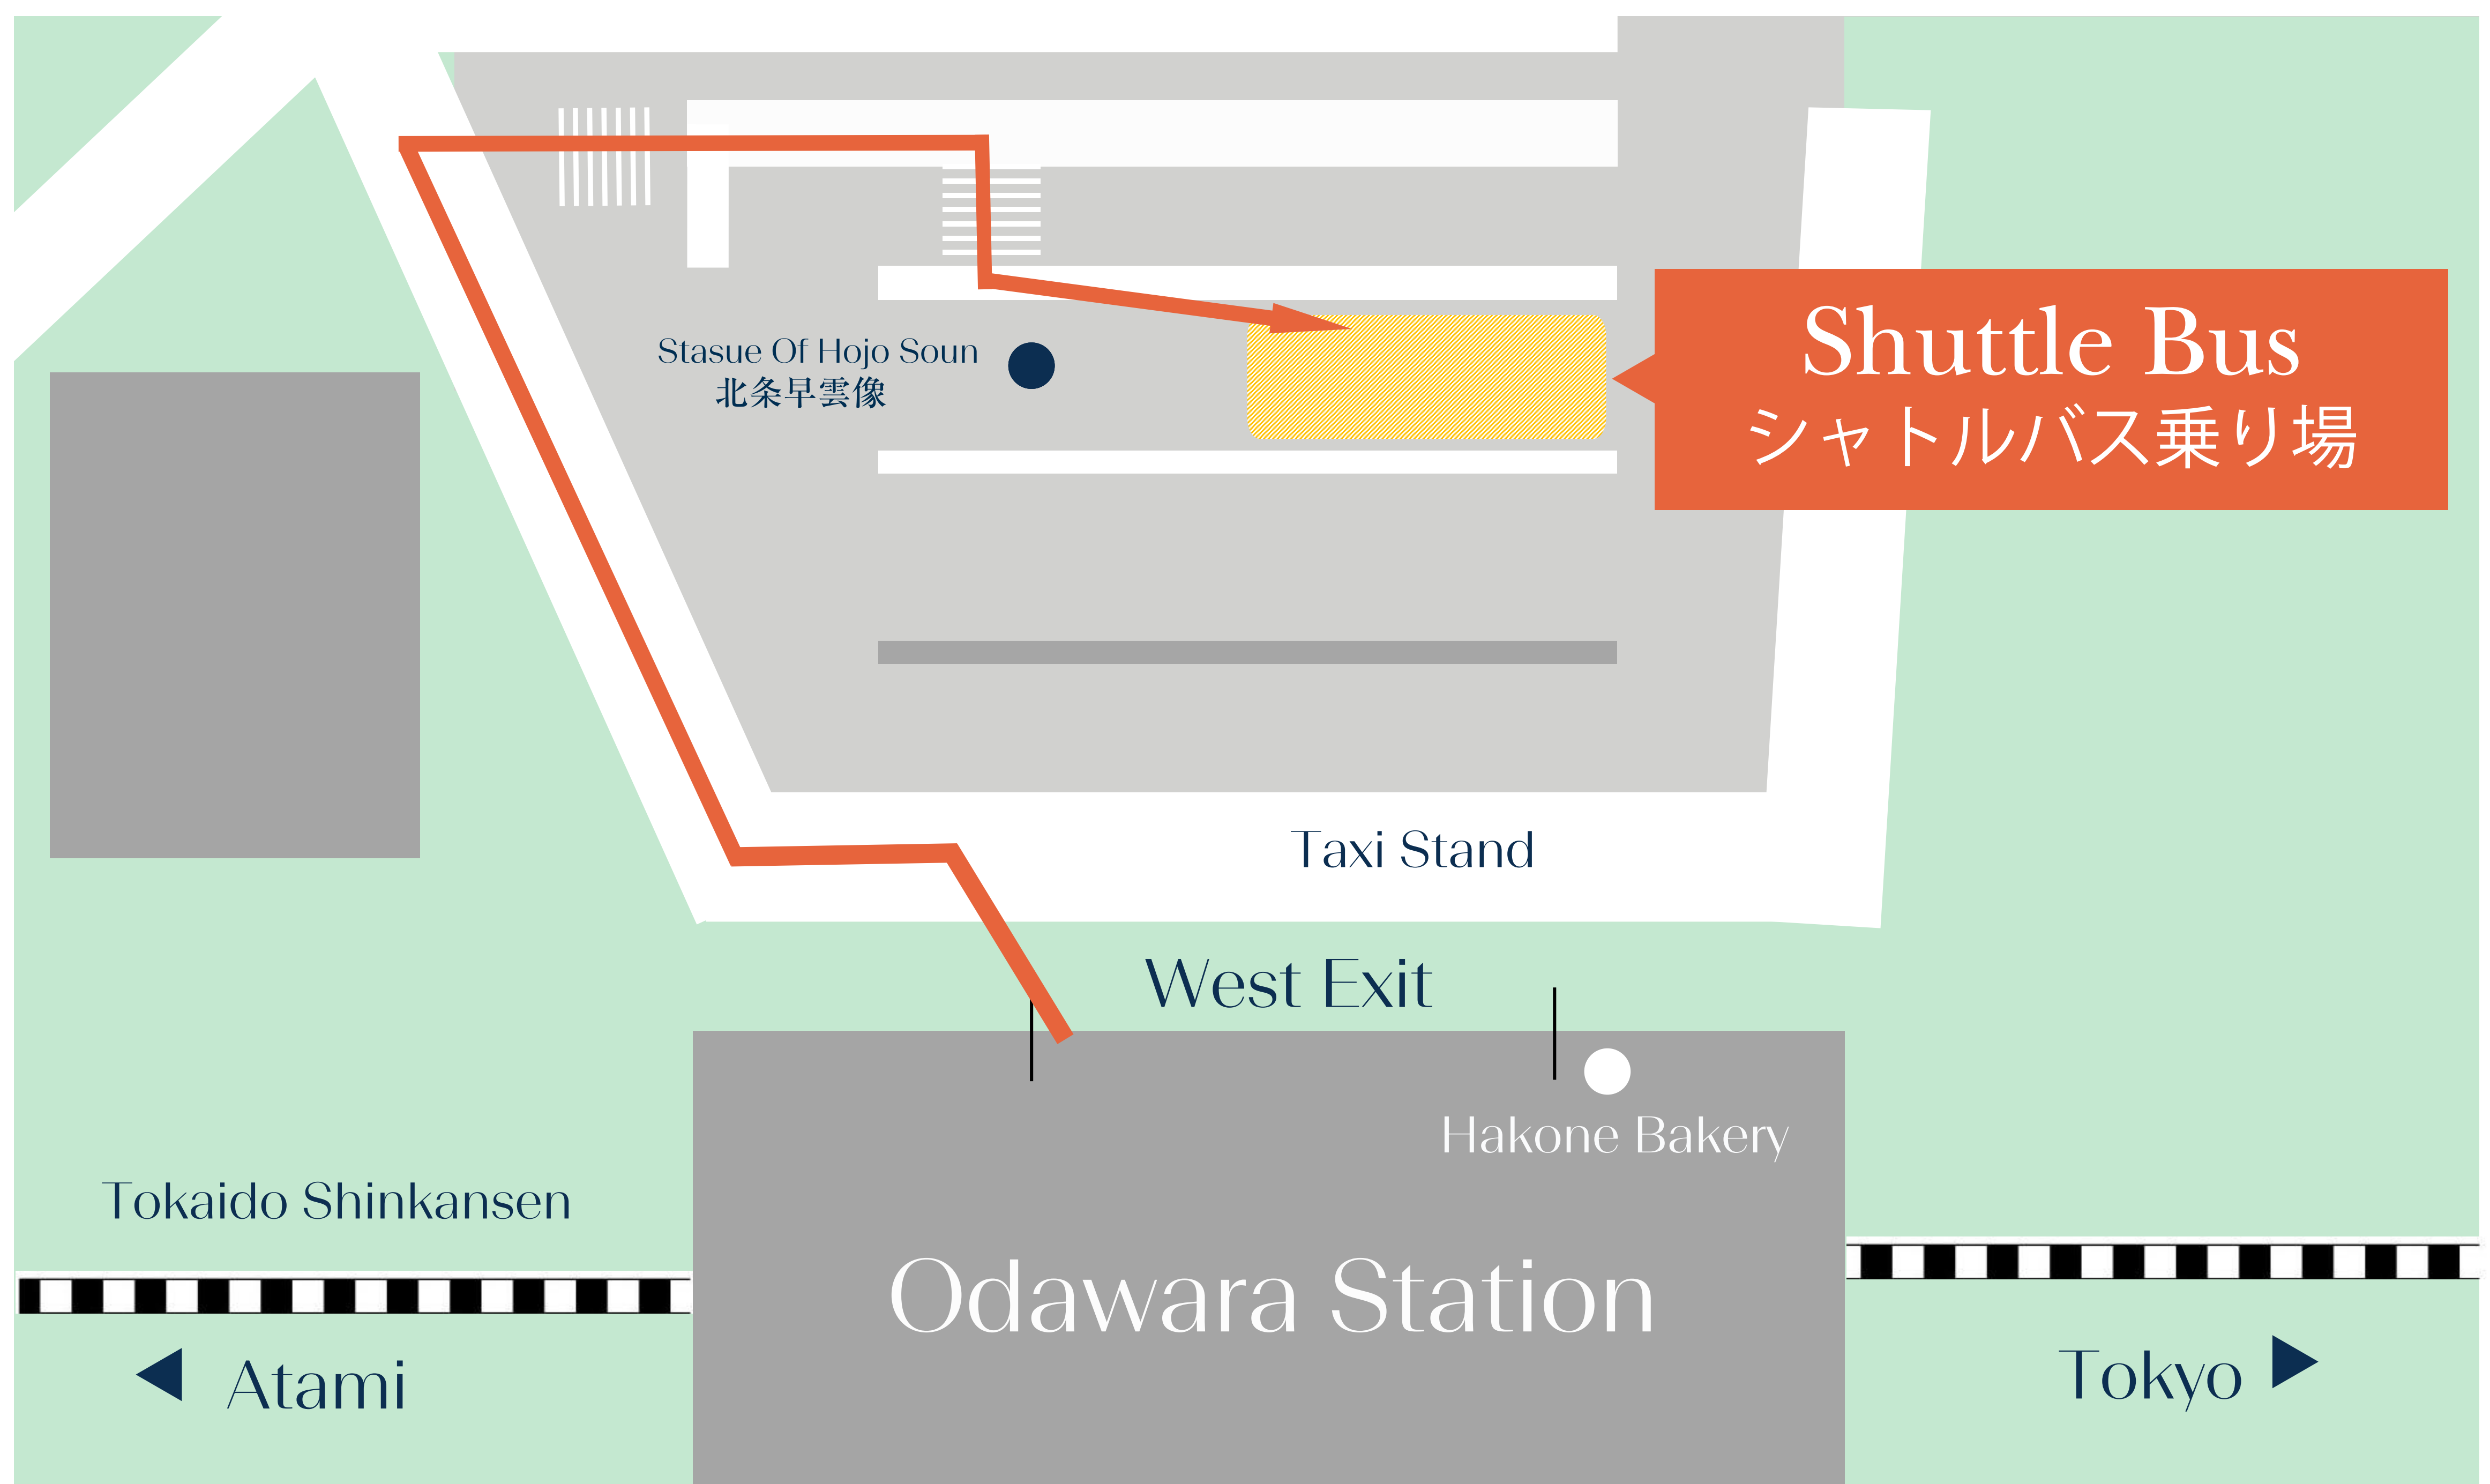 Shuttle Bus
シャトルバス乗り場
Stasue Of Hojo Soun
北条早雲像
Taxi Stand
West Exit
Hakone Bakery
Tokaido Shinkansen
Odawara Station
Atami
Tokyo